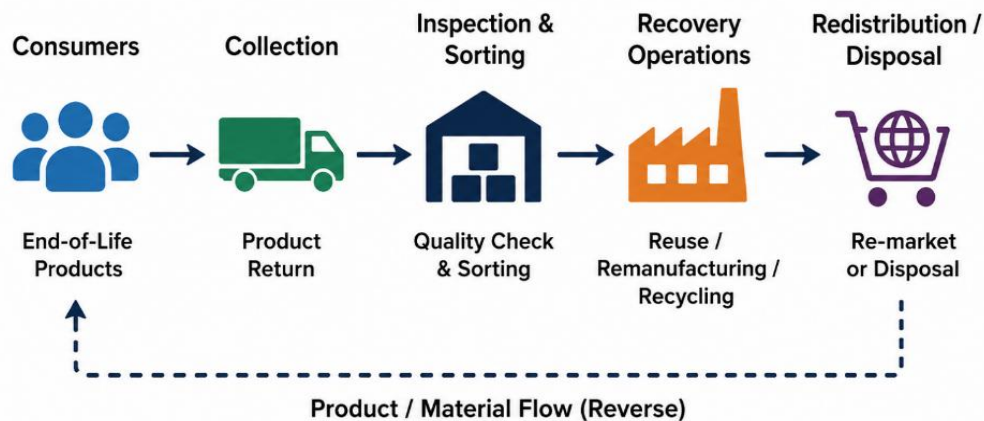 Consumers
Collection
Inspection &
Sorting
Recovery
Operations
Redistribution /
Disposal
End-of-Life
Products
Product
Return
Quality Check
& Sorting
Reuse /
Remanufacturing /
Recycling
Re-market
or Disposal
Product / Material Flow (Reverse)